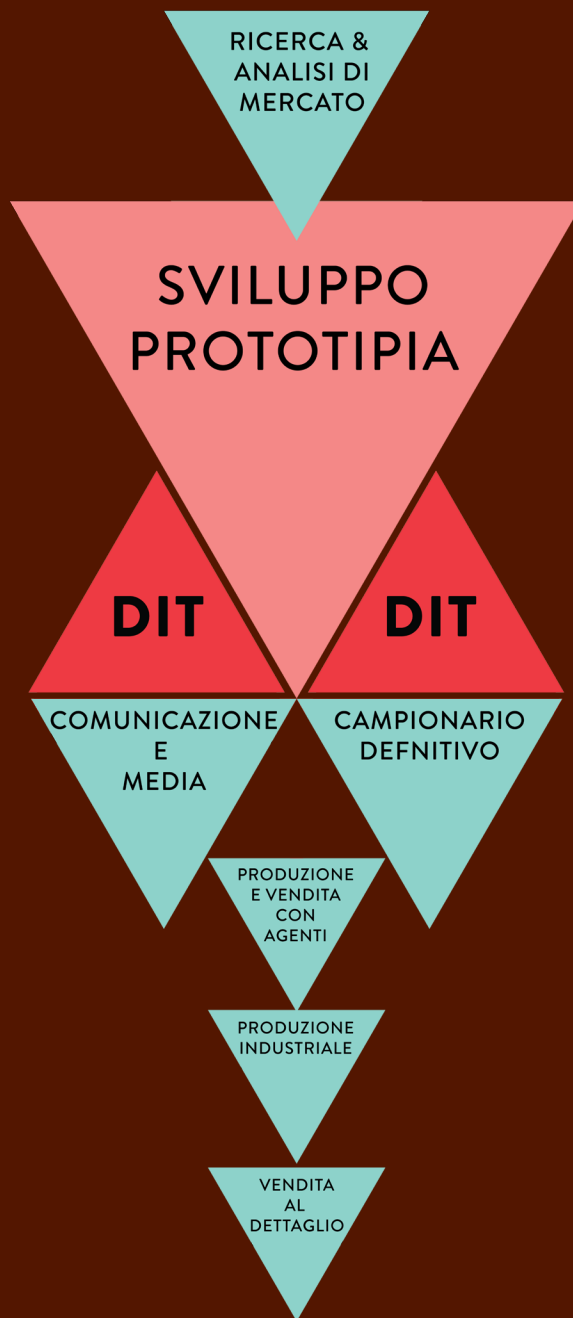 RICERCA &
ANALISI DI
MERCATO
SVILUPPO
PROTOTIPIA
DIT
DIT
COMUNICAZIONE
E
MEDIA
CAMPIONARIO
DEFNITIVO
PRODUZIONE
E VENDITA
CON
AGENTI
PRODUZIONE
INDUSTRIALE
VENDITA
AL
DETTAGLIO